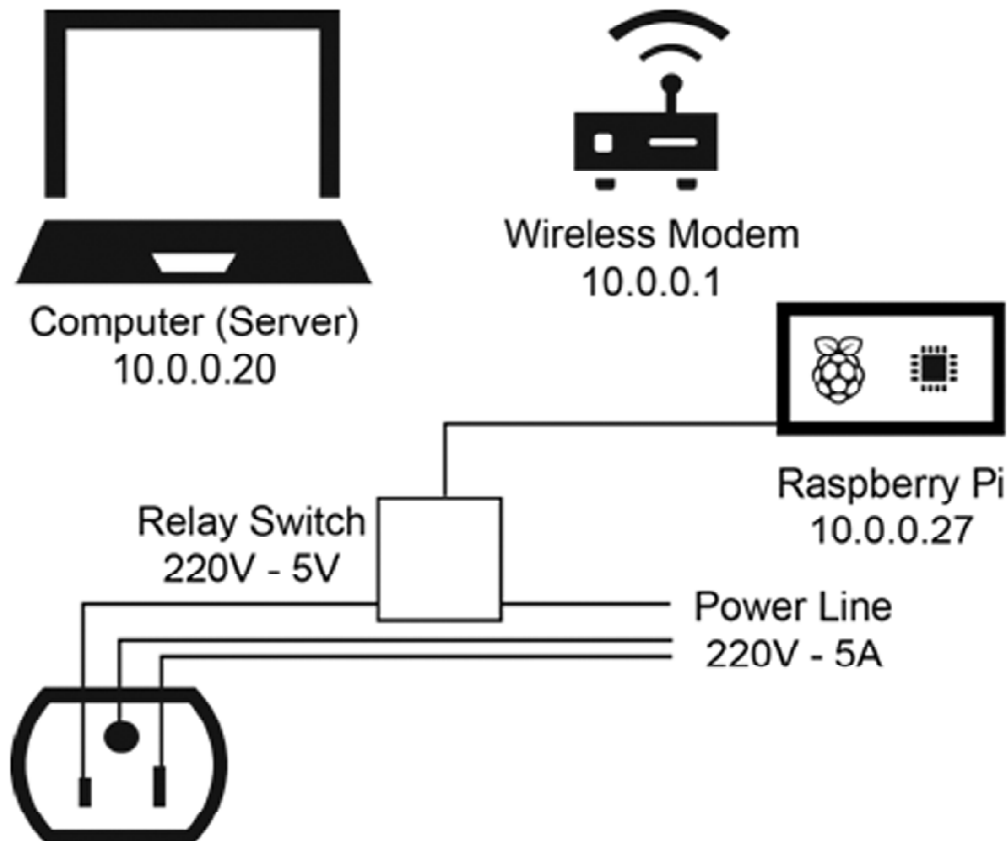 Wireless Modem
10.0.0.1
Computer (Server)
10.0.0.20
Raspberry Pi
10.0.0.27
Relay Switch
220V - 5V
Power Line
220V - 5A